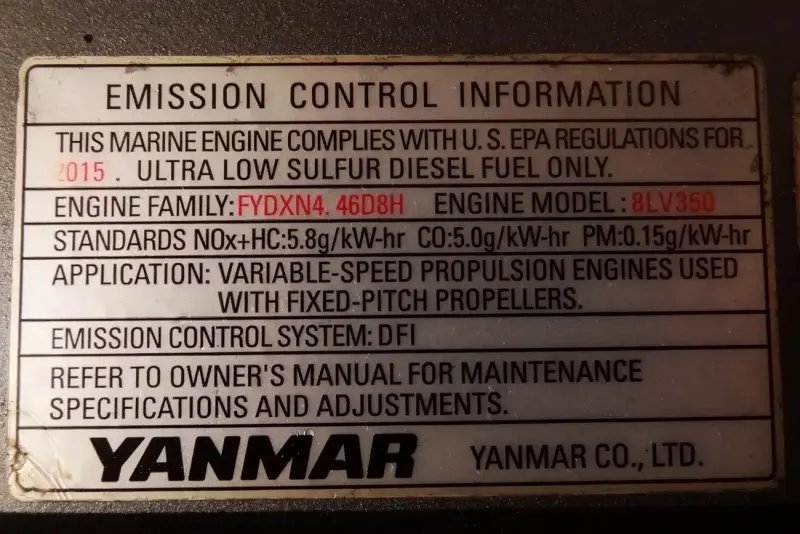 EMISSION CONTROL INFORMATION
THIS MARINE ENGINE COMPLIES WITH U. S. EPA REGULATIONS FOR
2015 . ULTRA LOW SULFUR DIESEL FUEL ONLY.
ENGINE FAMILY: FYDXN4. 46D8H ENGINE MODEL : 8LV350
STANDARDS NOx+HC:5.8g/kW-hr CO:5.0g/kW-hr PM:0.15g/kW-hr
APPLICATION: VARIABLE-SPEED PROPULSION ENGINES USED
WITH FIXED-PITCH PROPELLERS.
EMISSION CONTROL SYSTEM: DFI
REFER TO OWNER'S MANUAL FOR MAINTENANCE
SPECIFICATIONS AND ADJUSTMENTS.
YANMAR YANMAR CO., LTD.